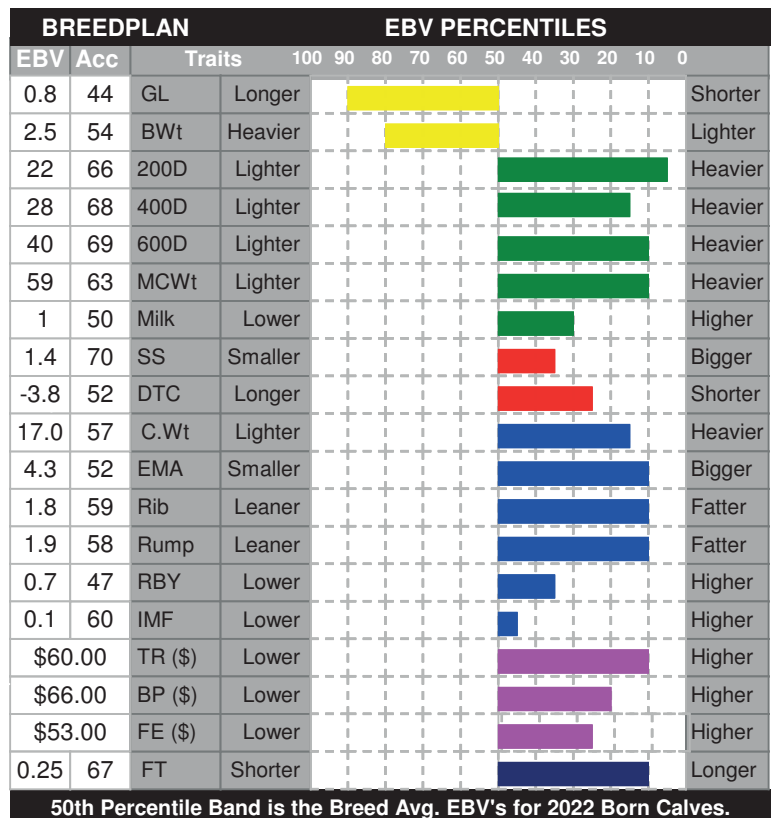 BREEDPLAN EBV PERCENTILES
EBV Acc Traits 100 90 80 70 60 50 40 30 20 10 0
0.8 44 GL Longer Shorter
2.5 54 BWt Heavier Lighter
22 66 200D Lighter Heavier
28 68 400D Lighter Heavier
40 69 600D Lighter Heavier
59 63 MCWt Lighter Heavier
1 50 Milk Lower Higher
1.4 70 SS Smaller Bigger
-3.8 52 DTC Longer Shorter
17.0 57 C.Wt Lighter Heavier
4.3 52 EMA Smaller Bigger
1.8 59 Rib Leaner Fatter
1.9 58 Rump Leaner Fatter
0.7 47 RBY Lower Higher
0.1 60 IMF Lower Higher
$60.00 TR ($) Lower Higher
$66.00 BP ($) Lower Higher
$53.00 FE ($) Lower Higher
0.25 67 FT Shorter Longer
50th Percentile Band is the Breed Avg. EBV's for 2022 Born Calves.